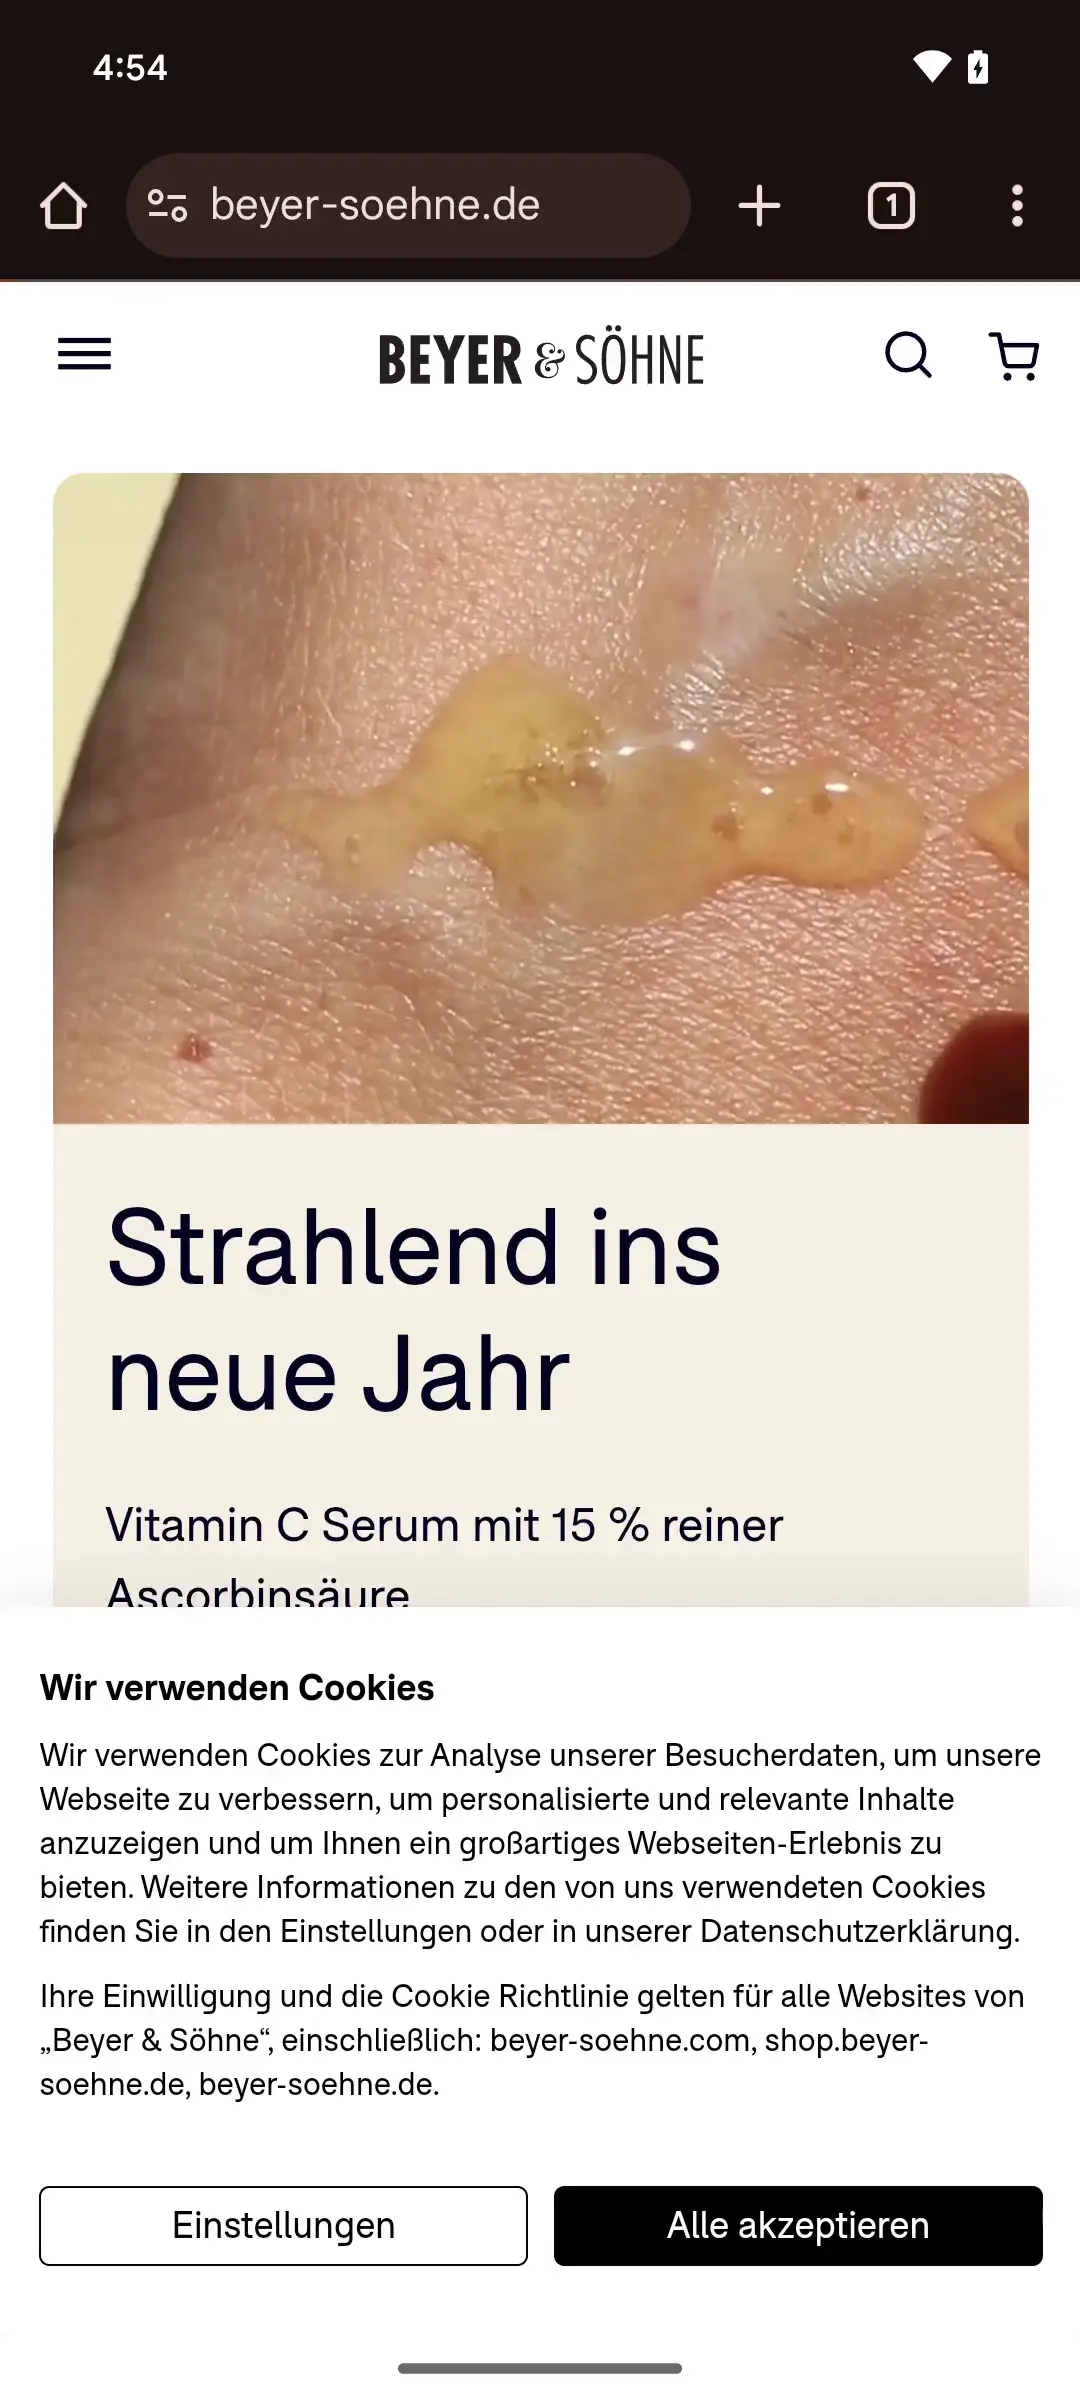 4:54
beyer-soehne.de
1
BEYER & SÖHNE
Strahlend ins
neue Jahr
Vitamin C Serum mit 15 % reiner
Ascorbinsäure
Wir verwenden Cookies
Wir verwenden Cookies zur Analyse unserer Besucherdaten, um unsere
Webseite zu verbessern, um personalisierte und relevante Inhalte
anzuzeigen und um Ihnen ein großartiges Webseiten-Erlebnis zu
bieten. Weitere Informationen zu den von uns verwendeten Cookies
finden Sie in den Einstellungen oder in unserer Datenschutzerklärung.
Ihre Einwilligung und die Cookie Richtlinie gelten für alle Websites von
„Beyer & Söhne“, einschließlich: beyer-soehne.com, shop.beyer-
soehne.de, beyer-soehne.de.
Einstellungen
Alle akzeptieren